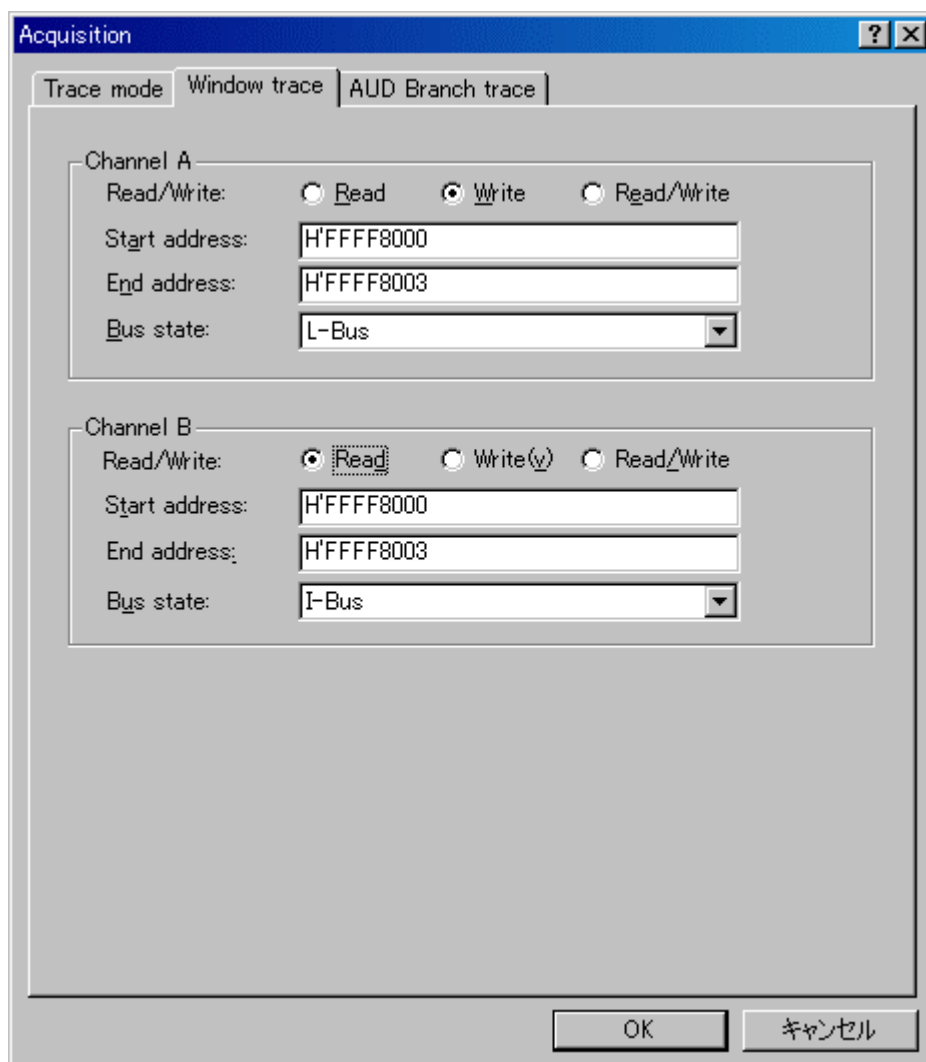 Acquisition
Trace mode Window trace AUD Branch trace
Channel A
Read/Write: Read Write Read/Write
Start address: H'FFFF8000
End address: H'FFFF8003
Bus state: L-Bus
Channel B
Read/Write: Read Write(v) Read/Write
Start address: H'FFFF8000
End address: H'FFFF8003
Bus state: I-Bus
OK キャンセル